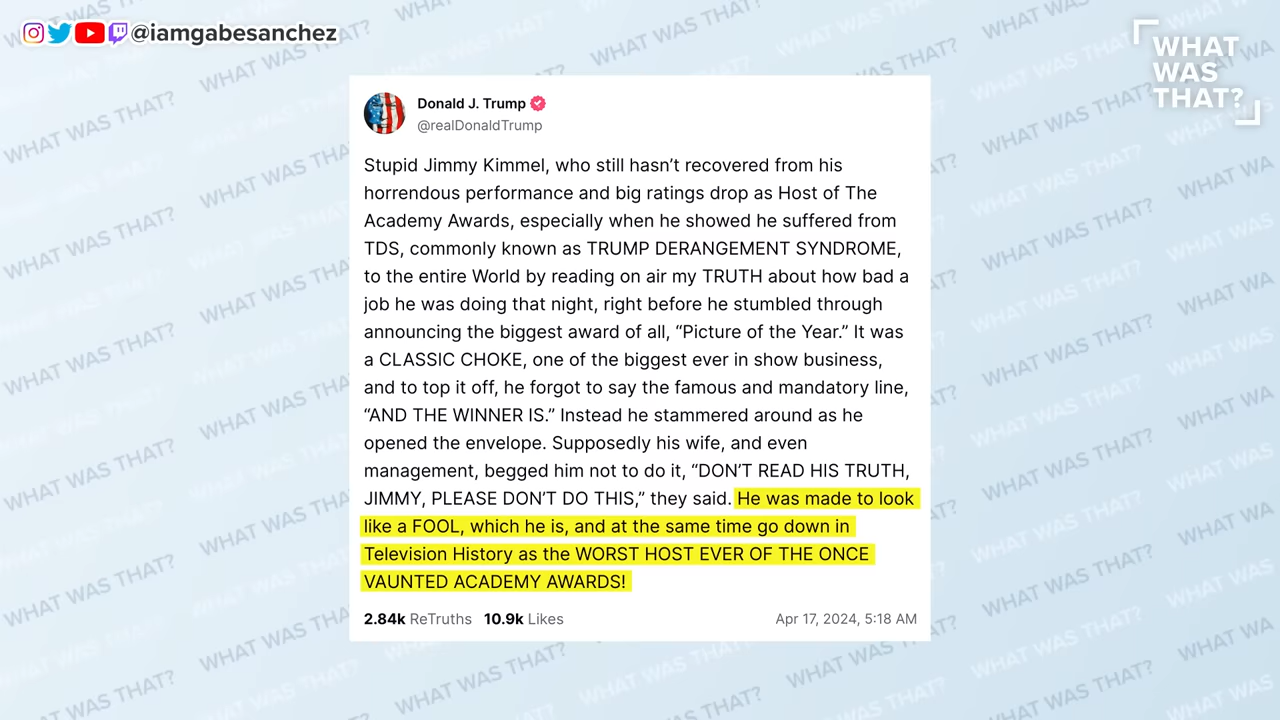 @iamgabesanchez
WHAT
WAS
THAT?
Donald J. Trump
@realDonaldTrump
Stupid Jimmy Kimmel, who still hasn’t recovered from his
horrendous performance and big ratings drop as Host of The
Academy Awards, especially when he showed he suffered from
TDS, commonly known as TRUMP DERANGEMENT SYNDROME,
to the entire World by reading on air my TRUTH about how bad a
job he was doing that night, right before he stumbled through
announcing the biggest award of all, “Picture of the Year.” It was
a CLASSIC CHOKE, one of the biggest ever in show business,
and to top it off, he forgot to say the famous and mandatory line,
“AND THE WINNER IS.” Instead he stammered around as he
opened the envelope. Supposedly his wife, and even
management, begged him not to do it, “DON’T READ HIS TRUTH,
JIMMY, PLEASE DON’T DO THIS,” they said. He was made to look
like a FOOL, which he is, and at the same time go down in
Television History as the WORST HOST EVER OF THE ONCE
VAUNTED ACADEMY AWARDS!
2.84k ReTruths 10.9k Likes Apr 17, 2024, 5:18 AM